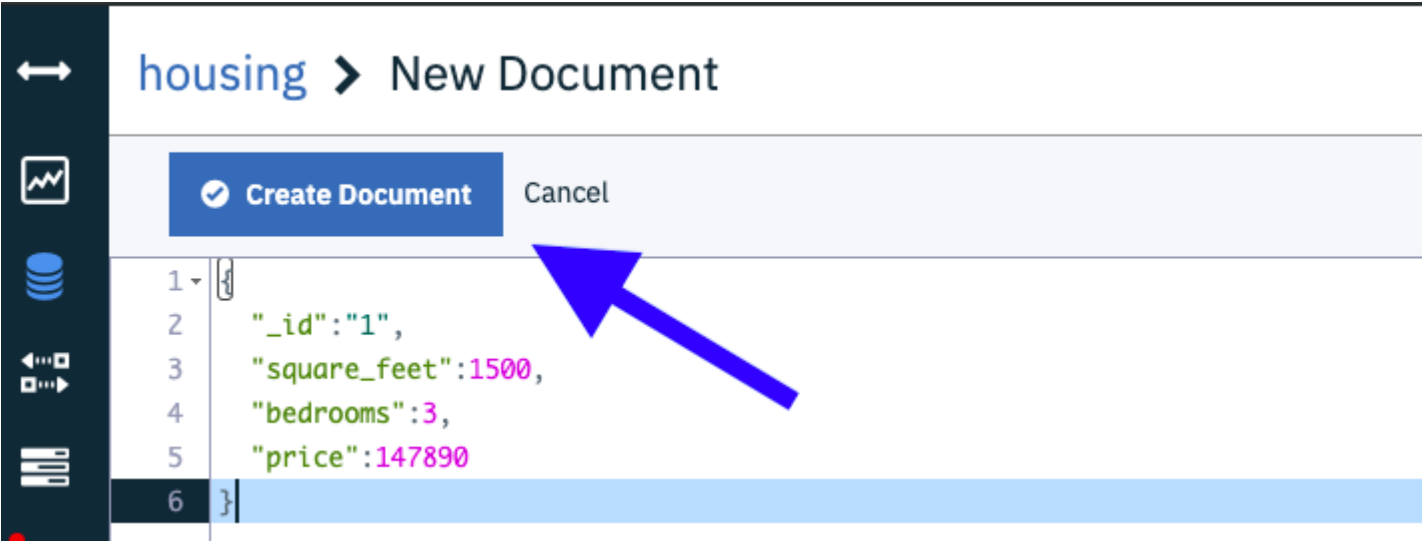 housing > New Document
Create Document Cancel
1 {
2 "_id":"1",
3 "square_feet":1500,
4 "bedrooms":3,
5 "price":147890
6 }